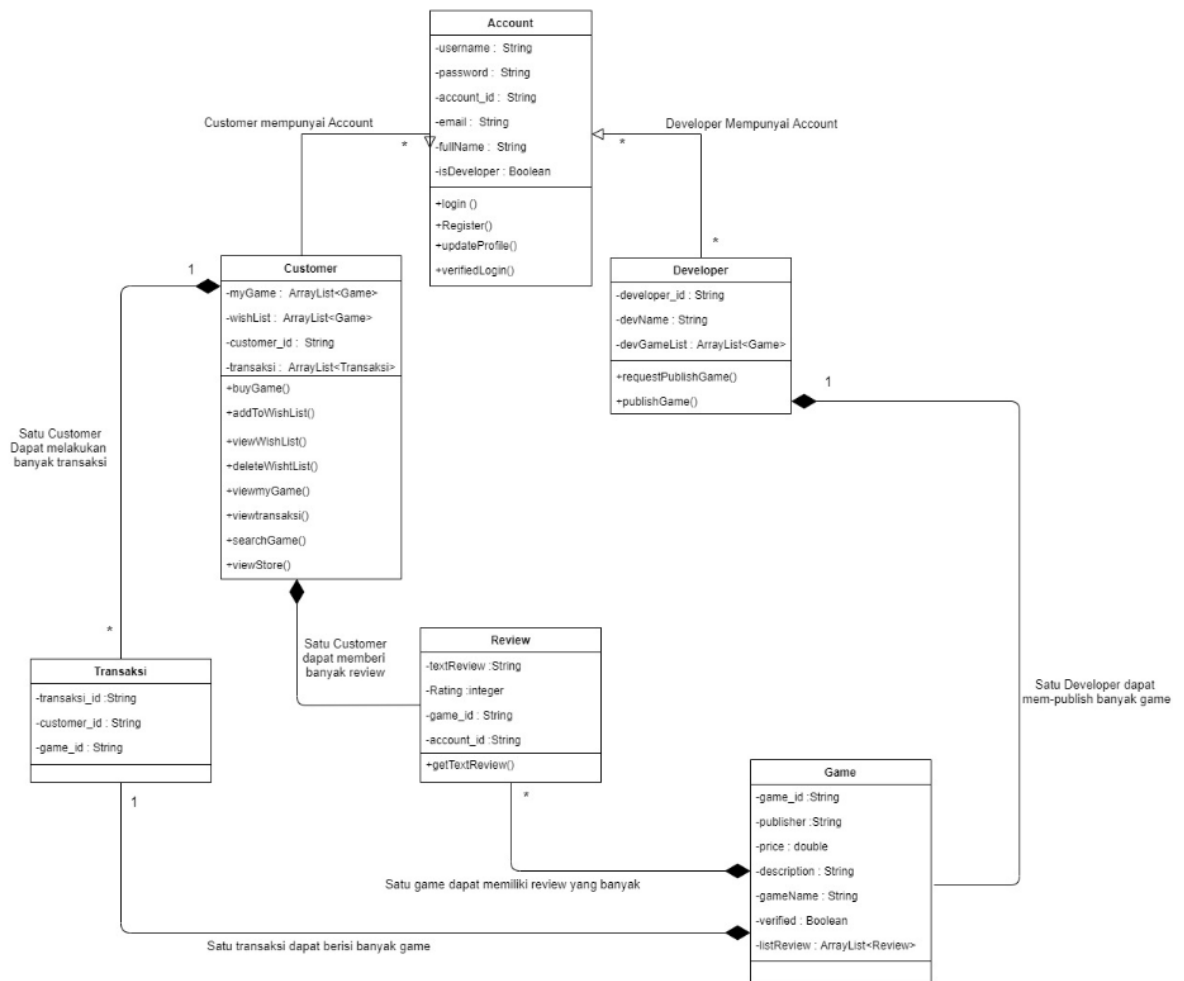 Account
-username : String
-password : String
-account_id : String
-email : String
-fullName : String
-isDeveloper : Boolean
+login ()
+Register()
+updateProfile()
+verifiedLogin()
Customer mempunyai Account
*
Developer Mempunyai Account
*
*
1
Customer
-myGame : ArrayList<Game>
-wishList : ArrayList<Game>
-customer_id : String
-transaksi : ArrayList<Transaksi>
+buyGame()
+addToWishList()
+viewWishList()
+deleteWishtList()
+viewmyGame()
+viewtransaksi()
+searchGame()
+viewStore()
Developer
-developer_id : String
-devName : String
-devGameList : ArrayList<Game>
+requestPublishGame()
+publishGame()
1
Satu Customer
Dapat melakukan
banyak transaksi
*
Transaksi
-transaksi_id :String
-customer_id : String
-game_id : String
1
Satu Customer
dapat memberi
banyak review
Review
-textReview :String
-Rating :integer
-game_id : String
-account_id :String
+getTextReview()
*
Satu Developer dapat
mem-publish banyak game
Game
-game_id :String
-publisher :String
-price : double
-description : String
-gameName : String
-verified : Boolean
-listReview : ArrayList<Review>
Satu game dapat memiliki review yang banyak
Satu transaksi dapat berisi banyak game